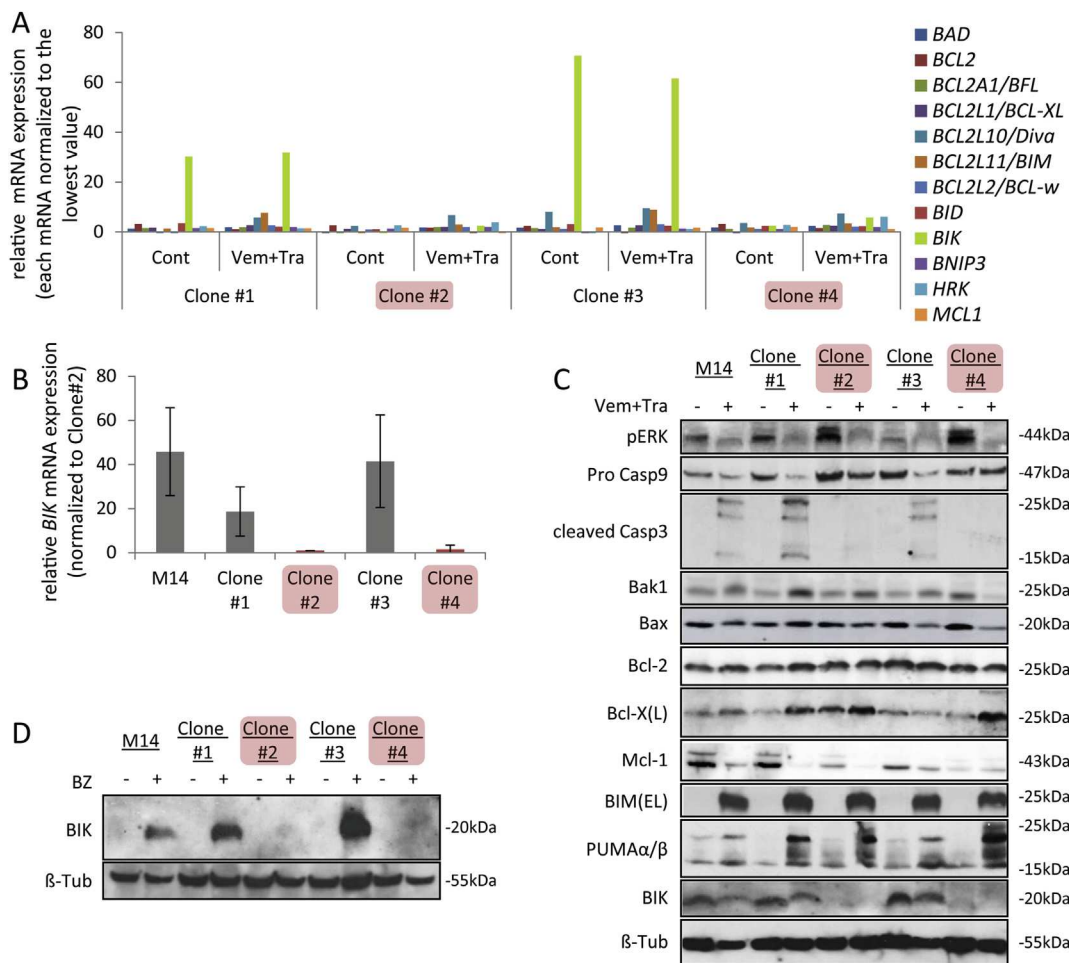 A
relative mRNA expression
(each mRNA normalized to the
lowest value)
80
60
40
20
0
Cont
Vem+Tra
Cont
Vem+Tra
Cont
Vem+Tra
Cont
Vem+Tra
Clone #1
Clone #2
Clone #3
Clone #4
BAD
BCL2
BCL2A1/BFL
BCL2L1/BCL-XL
BCL2L10/Diva
BCL2L11/BIM
BCL2L2/BCL-w
BID
BIK
BNIP3
HRK
MCL1
B
relative BIK mRNA expression
(normalized to Clone#2)
80
60
40
20
0
M14
Clone
#1
Clone
#2
Clone
#3
Clone
#4
C
M14
Clone
#1
Clone
#2
Clone
#3
Clone
#4
Vem+Tra - + - + - + - + - +
pERK -44kDa
Pro Casp9 -47kDa
cleaved Casp3 -25kDa
-15kDa
Bak1 -25kDa
Bax -20kDa
Bcl-2 -25kDa
Bcl-X(L) -25kDa
Mcl-1 -43kDa
BIM(EL) -25kDa
PUMAα/β -25kDa
-15kDa
BIK -20kDa
ß-Tub -55kDa
D
M14
Clone
#1
Clone
#2
Clone
#3
Clone
#4
BZ - + - + - + - + - +
BIK -20kDa
ß-Tub -55kDa